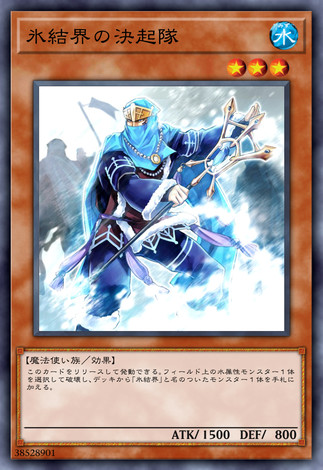 氷結界の決起隊
水
【魔法使い族／効果】
このカードをリリースして発動できる。フィールド上の水属性モンスター１体
を選択して破壊し、デッキから「氷結界」と名のついたモンスター１体を手札に
加える。
ATK/1500 DEF/ 800
38528901